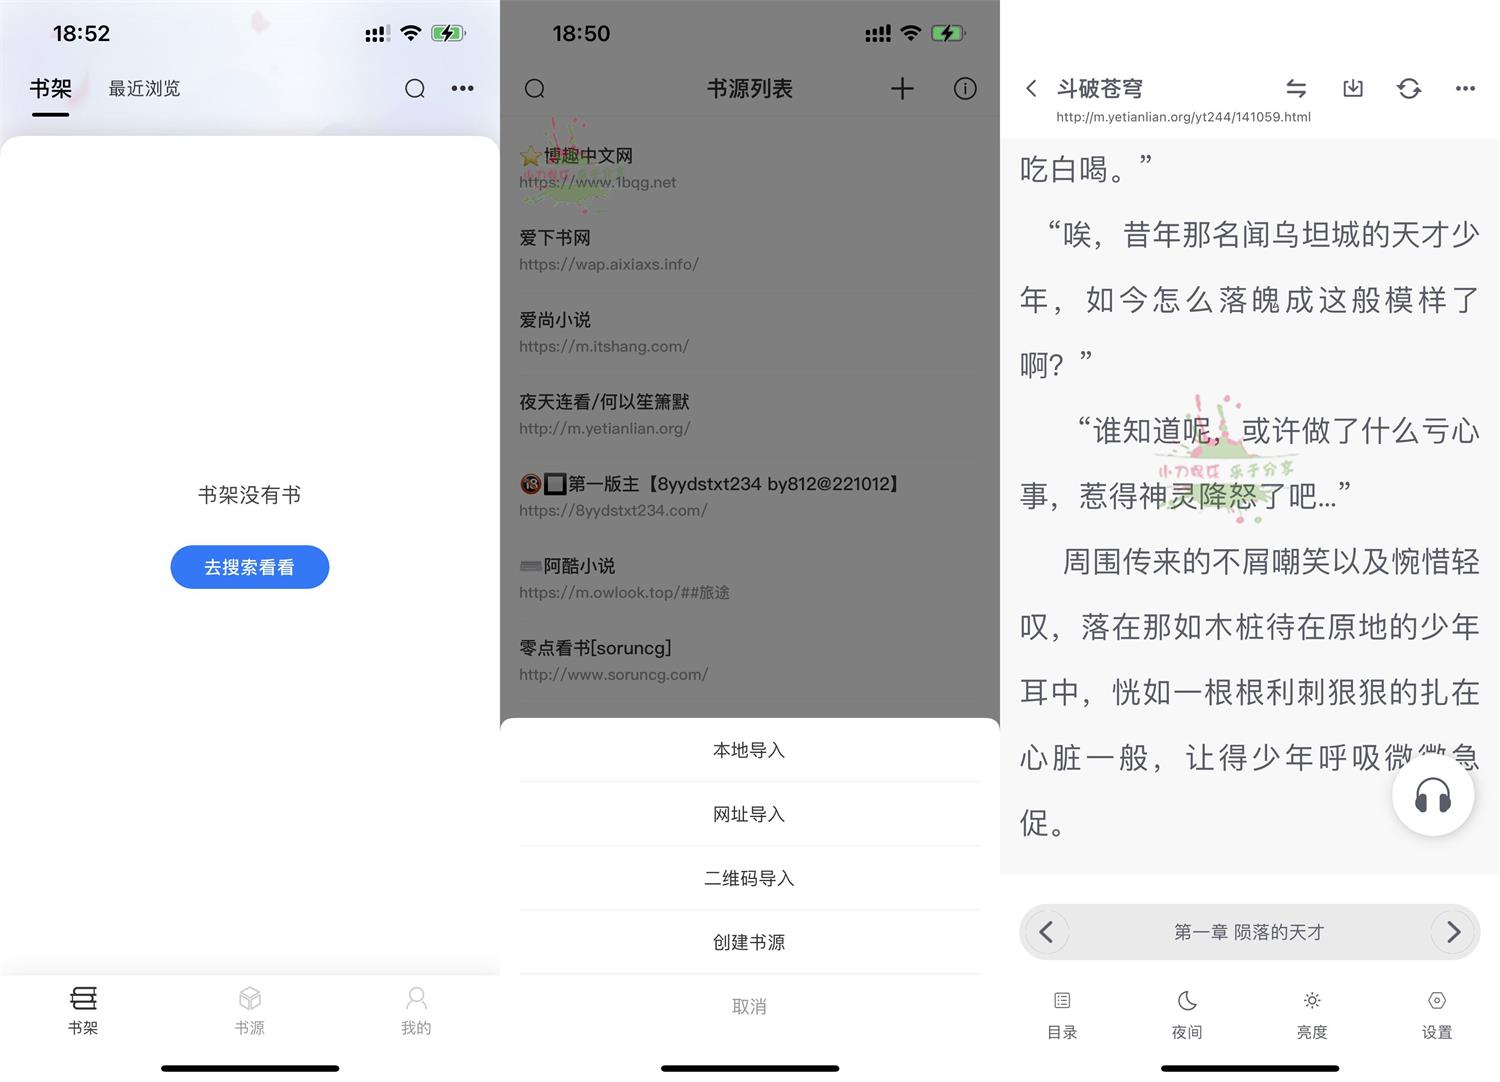 18:52
书架 最近浏览
书架没有书
去搜索看看
书架 书源 我的
18:50
书源列表
博趣中文网
https://www.1bqg.net
爱下书网
https://wap.aixiaxs.info/
爱尚小说
https://m.itshang.com/
夜天连看/何以笙箫默
http://m.yetianlian.org/
🔞🔲第一版主【8yydstxt234 by812@221012】
https://8yydstxt234.com/
阿酷小说
https://m.owlook.top/##旅途
零点看书[soruncg]
http://www.soruncg.com/
本地导入
网址导入
二维码导入
创建书源
取消
小刀娱乐 乐于分享
斗破苍穹
http://m.yetianlian.org/yt244/141059.html
吃白喝。”
“唉，昔年那名闻乌坦城的天才少
年，如今怎么落魄成这般模样了
啊？”
“谁知道呢，或许做了什么亏心
小刀娱乐 乐于分享
事，惹得神灵降怒了吧…”
周围传来的不屑嘲笑以及惋惜轻
叹，落在那如木桩待在原地的少年
耳中，恍如一根根利刺狠狠的扎在
心脏一般，让得少年呼吸微微急
促。
第一章 陨落的天才
目录 夜间 亮度 设置